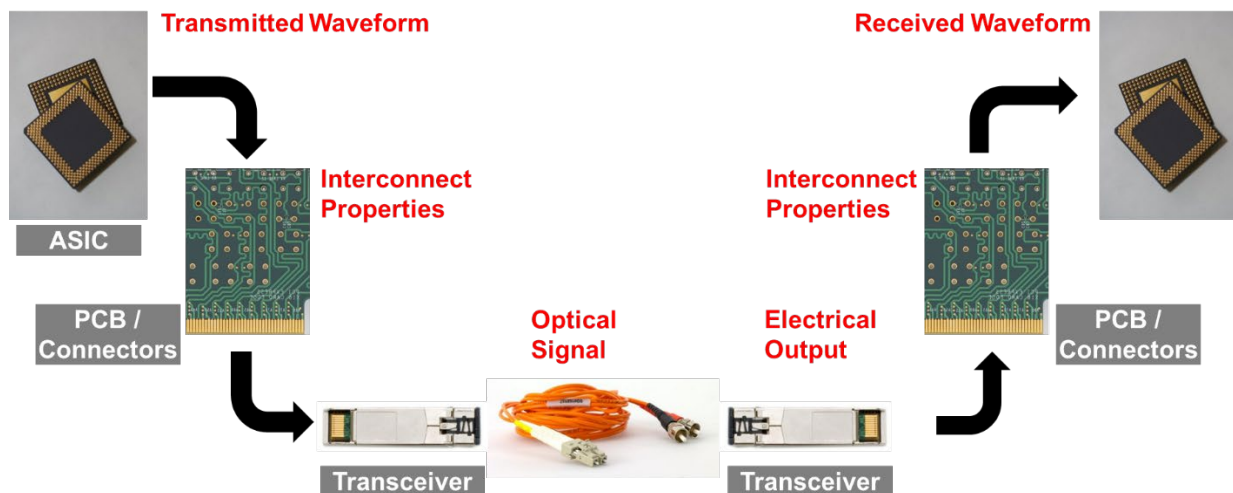 Transmitted Waveform
Received Waveform
Interconnect
Properties
Interconnect
Properties
ASIC
PCB /
Connectors
Optical
Signal
Electrical
Output
PCB /
Connectors
Transceiver
Transceiver